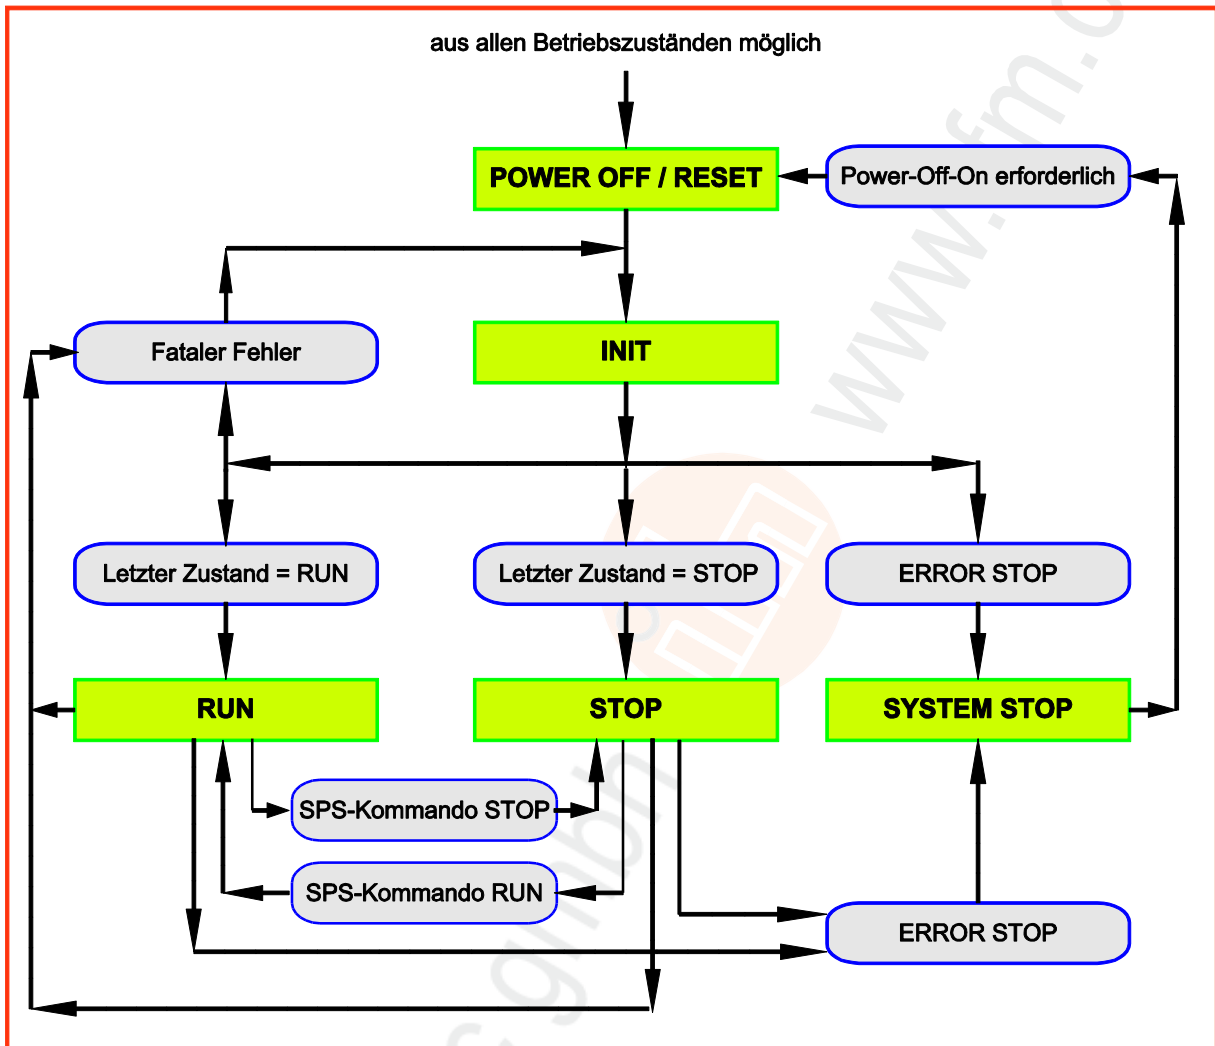 aus allen Betriebszuständen möglich
POWER OFF / RESET
Power-Off-On erforderlich
Fataler Fehler
INIT
Letzter Zustand = RUN
Letzter Zustand = STOP
ERROR STOP
RUN
STOP
SYSTEM STOP
SPS-Kommando STOP
SPS-Kommando RUN
ERROR STOP